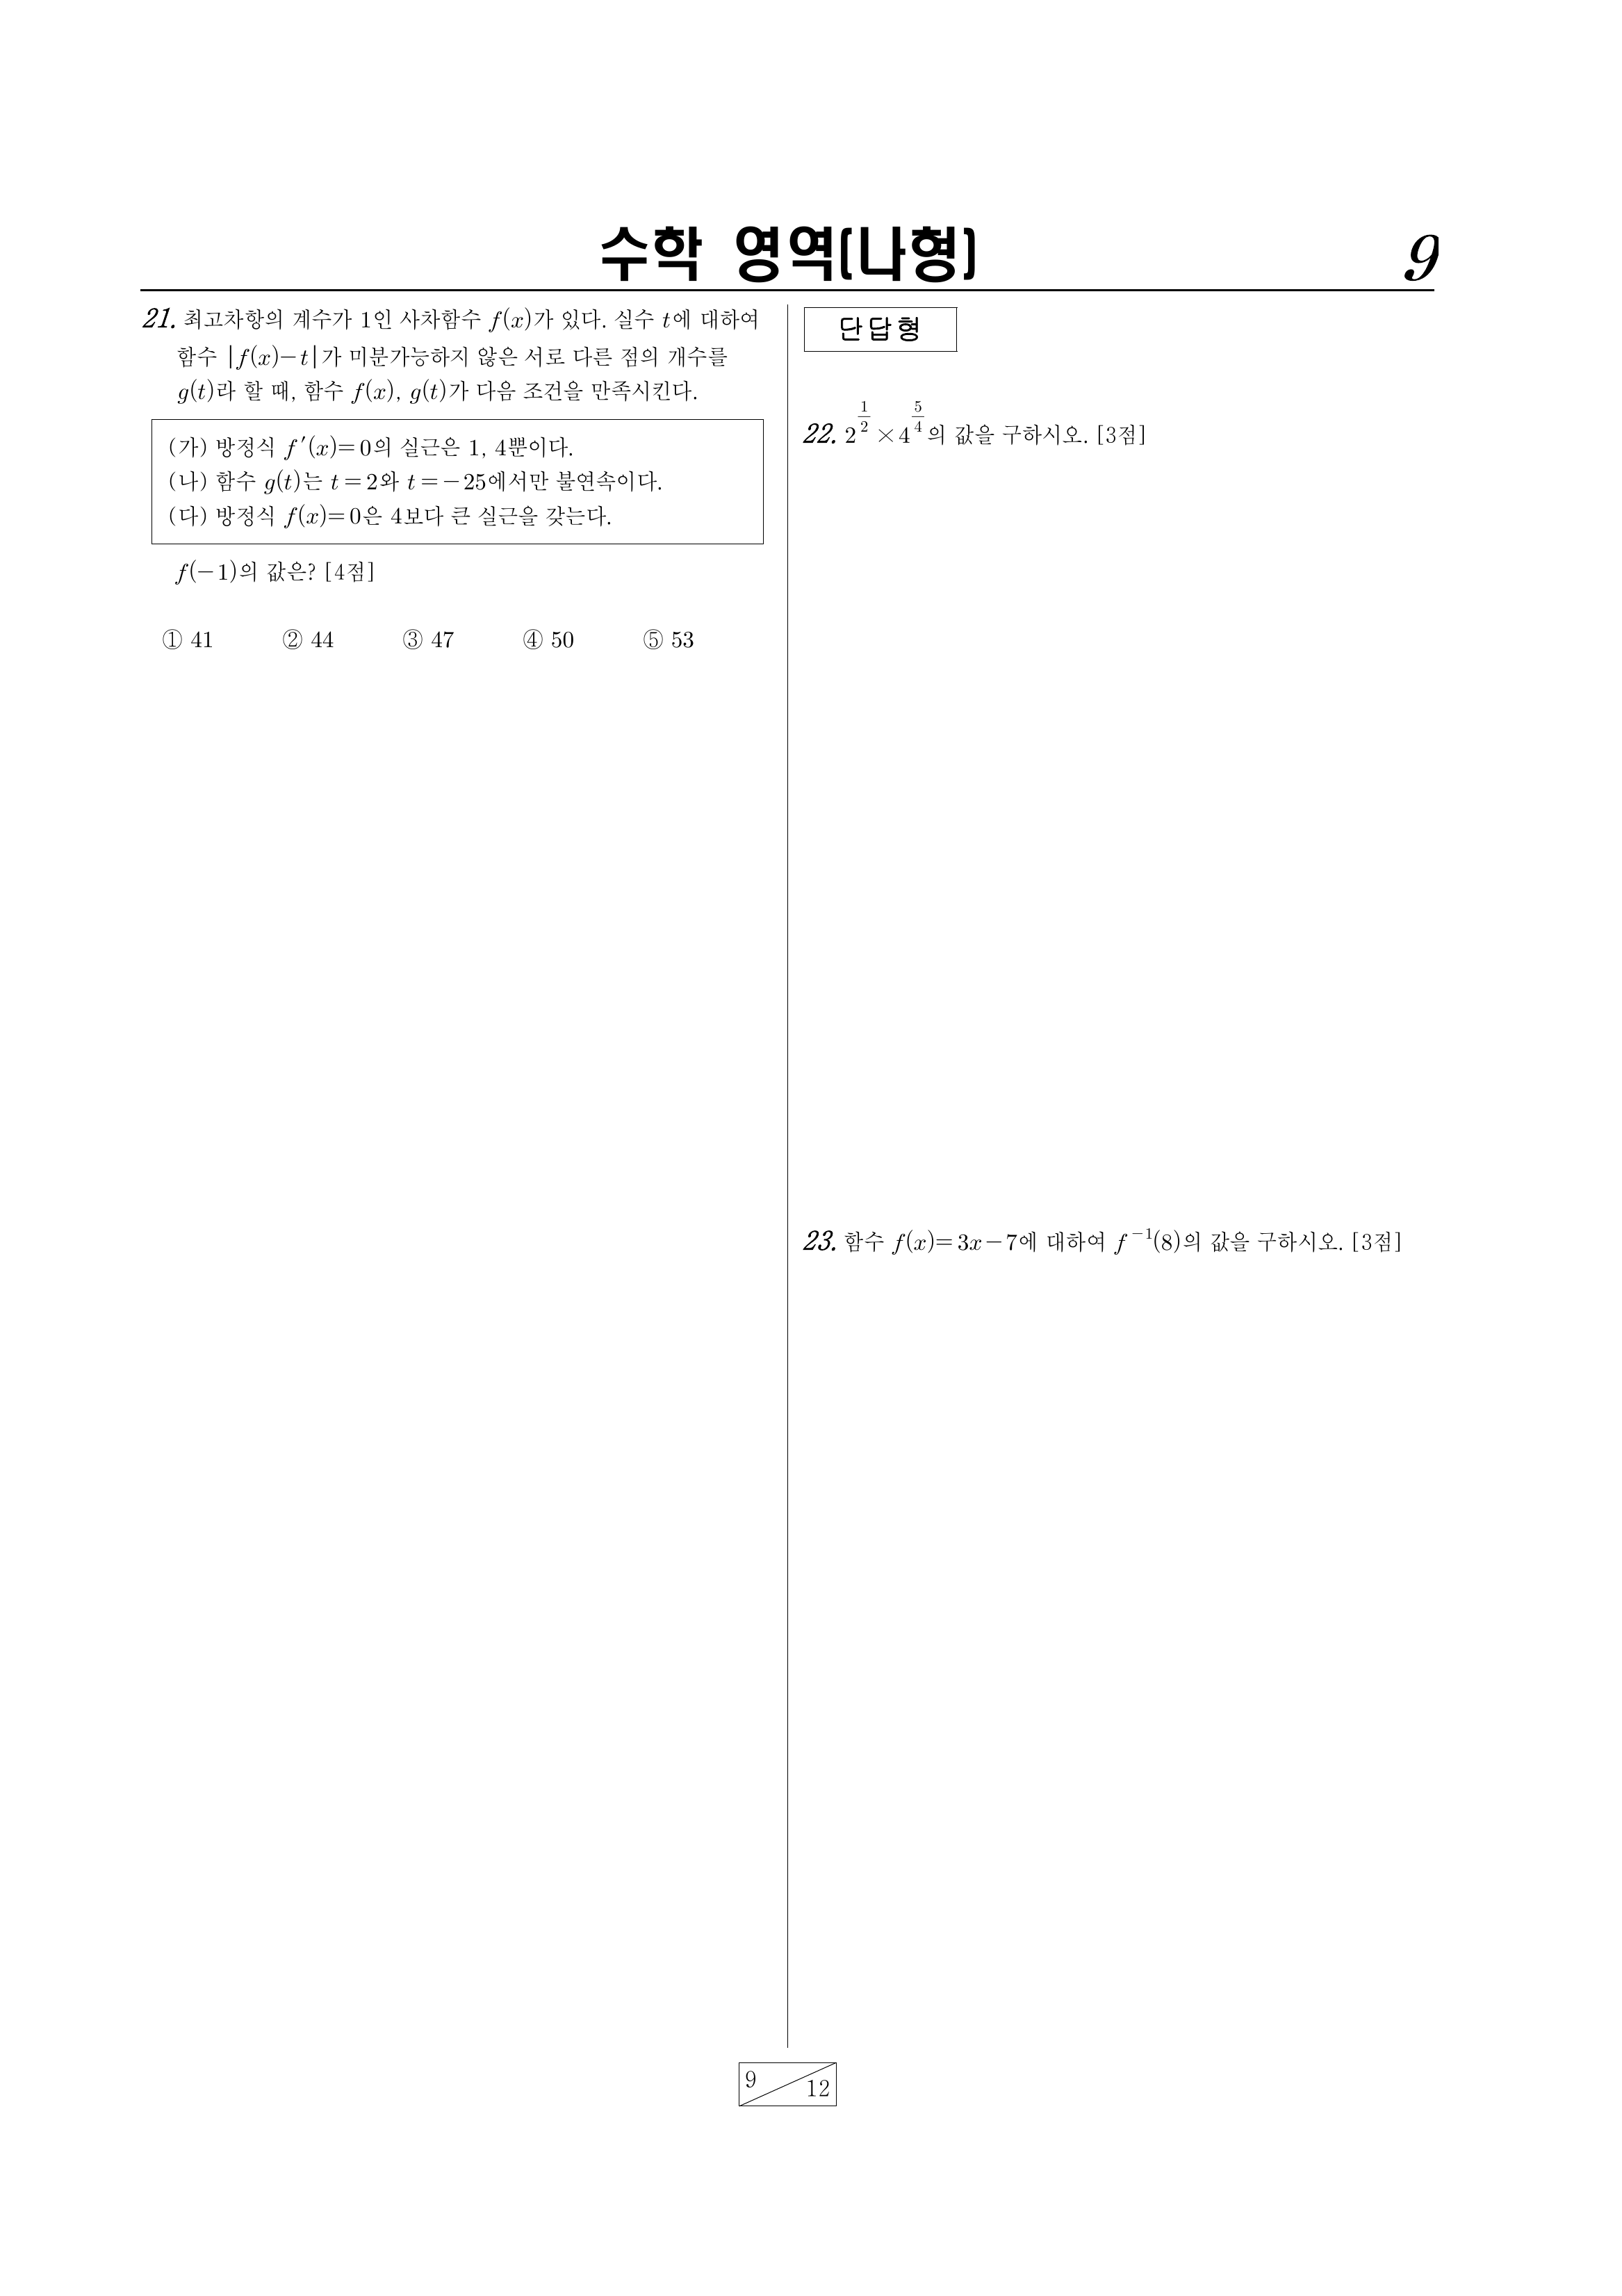 수학 영역(나형)
9
21. 최고차항의 계수가 1인 사차함수 f(x)가 있다. 실수 t에 대하여
함수 |f(x)−t|가 미분가능하지 않은 서로 다른 점의 개수를
g(t)라 할 때, 함수 f(x), g(t)가 다음 조건을 만족시킨다.
(가) 방정식 f′(x)=0의 실근은 1, 4뿐이다.
(나) 함수 g(t)는 t=2와 t=−25에서만 불연속이다.
(다) 방정식 f(x)=0은 4보다 큰 실근을 갖는다.
f(−1)의 값은? [4점]
① 41 ② 44 ③ 47 ④ 50 ⑤ 53
단답형
22. 2^{1/2}×4^{5/4}의 값을 구하시오. [3점]
23. 함수 f(x)=3x−7에 대하여 f^{−1}(8)의 값을 구하시오. [3점]
9
12